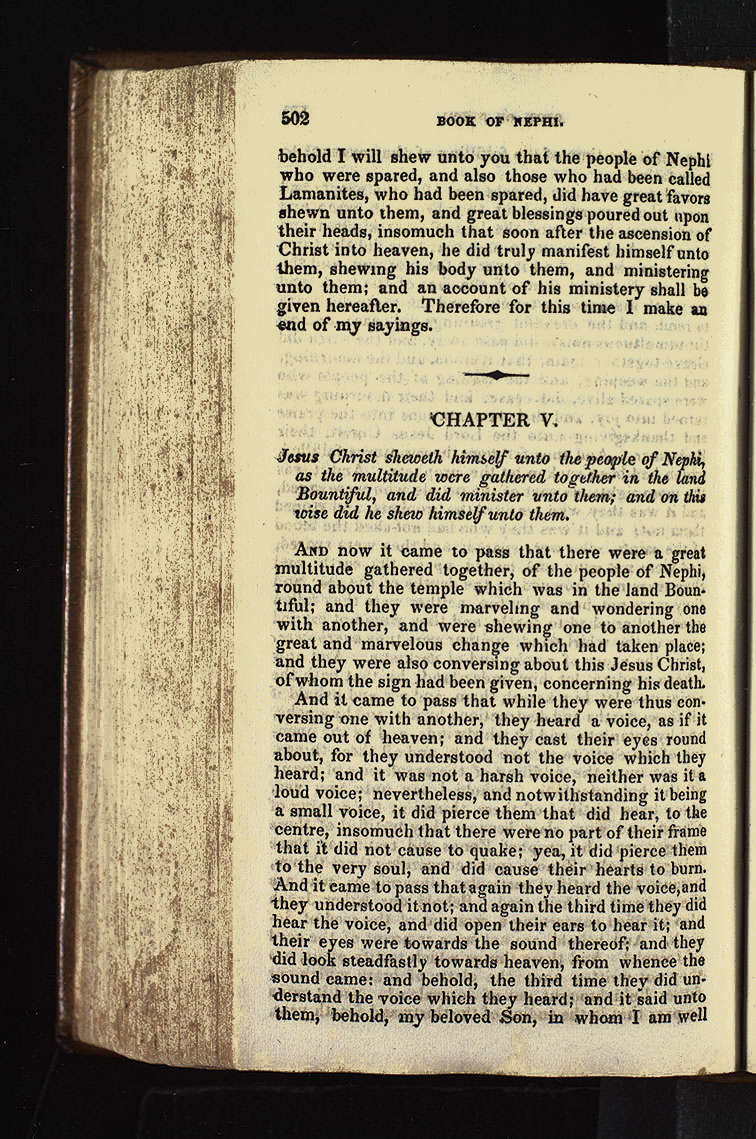 502 BOOK OF NEPHI.
behold I will shew unto you that the people of Nephi
who were spared, and also those who had been called
Lamanites, who had been spared, did have great favors
shewn unto them, and great blessings poured out upon
their heads, insomuch that soon after the ascension of
Christ into heaven, he did truly manifest himself unto
them, shewing his body unto them, and ministering
unto them; and an account of his ministery shall be
given hereafter. Therefore for this time I make an
end of my sayings.
CHAPTER V.
Jesus Christ sheweth himself unto the people of Nephi,
as the multitude were gathered together in the land
Bountiful, and did minister unto them; and on this
wise did he shew himself unto them.
AND now it came to pass that there were a great
multitude gathered together, of the people of Nephi,
round about the temple which was in the land Boun-
tiful; and they were marveling and wondering one
with another, and were shewing one to another the
great and marvelous change which had taken place;
and they were also conversing about this Jesus Christ,
of whom the sign had been given, concerning his death.
And it came to pass that while they were thus con-
versing one with another, they heard a voice, as if it
came out of heaven; and they cast their eyes round
about, for they understood not the voice which they
heard; and it was not a harsh voice, neither was it a
loud voice; nevertheless, and notwithstanding it being
a small voice, it did pierce them that did hear, to the
centre, insomuch that there were no part of their frame
that it did not cause to quake; yea, it did pierce them
to the very soul, and did cause their hearts to burn.
And it came to pass that again they heard the voice, and
they understood it not; and again the third time they did
hear the voice, and did open their ears to hear it; and
their eyes were towards the sound thereof; and they
did look steadfastly towards heaven, from whence the
sound came: and behold, the third time they did un-
derstand the voice which they heard; and it said unto
them, behold, my beloved Son, in whom I am well